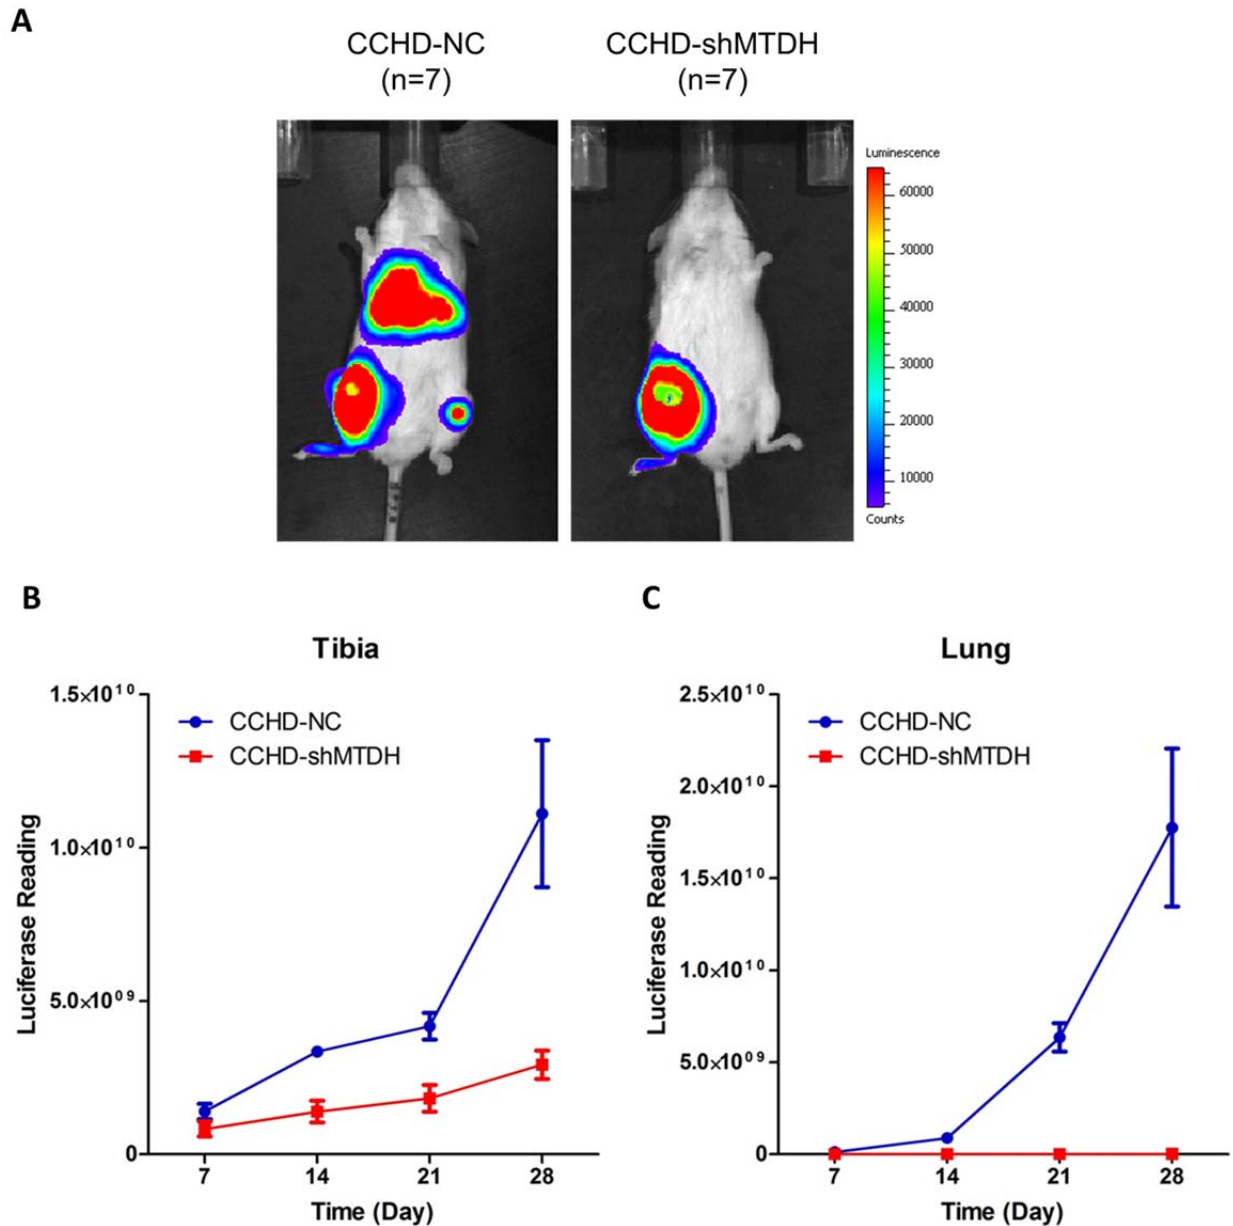 A
CCHD-NC
(n=7)
CCHD-shMTDH
(n=7)
Luminescence
60000
50000
40000
30000
20000
10000
Counts
B
Tibia
1.5×10¹⁰
1.0×10¹⁰
5.0×10⁰⁹
0
Luciferase Reading
CCHD-NC
CCHD-shMTDH
7 14 21 28
Time (Day)
C
Lung
2.5×10¹⁰
2.0×10¹⁰
1.5×10¹⁰
1.0×10¹⁰
5.0×10⁰⁹
0
Luciferase Reading
CCHD-NC
CCHD-shMTDH
7 14 21 28
Time (Day)